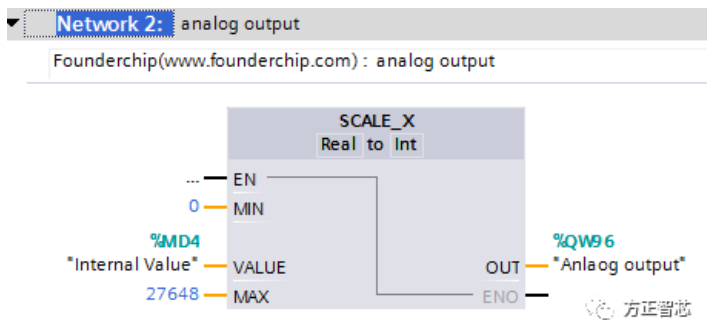 Network 2: analog output
Founderchip(www.founderchip.com) : analog output
SCALE_X
Real to Int
... EN
0 MIN
%MD4 %QW96
"Internal Value" VALUE OUT "Anlaog output"
27648 MAX ENO
方正智芯